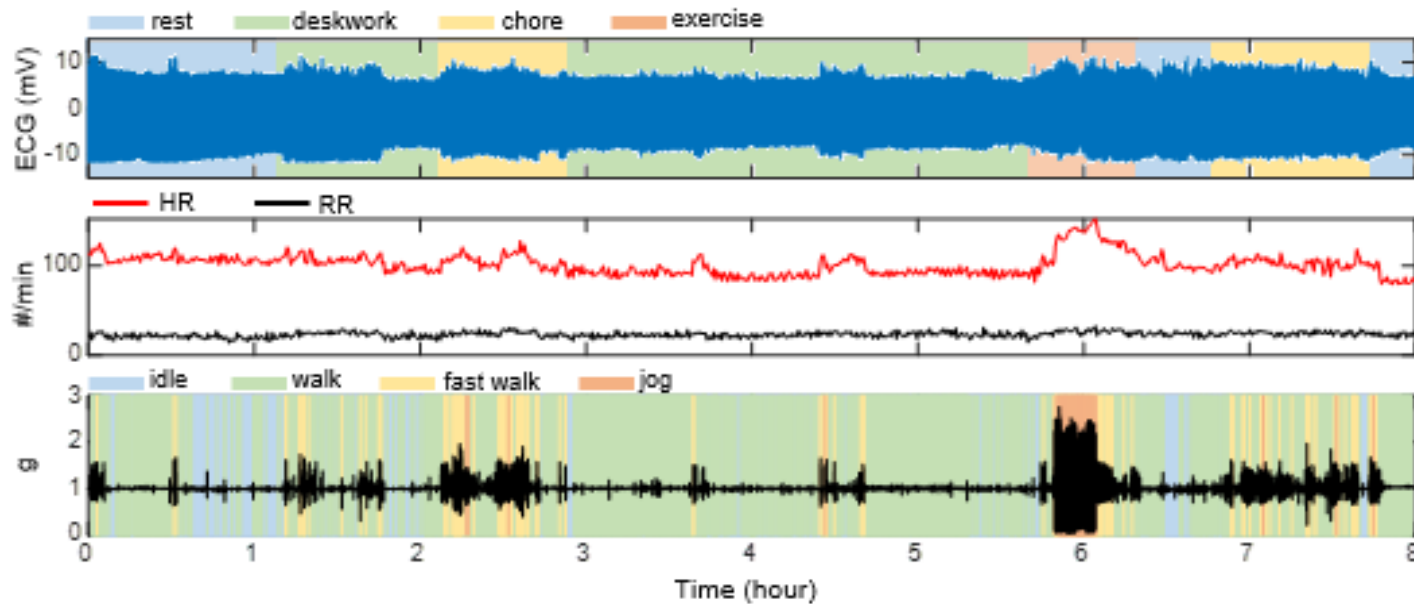 rest deskwork chore exercise
10
0
-10
ECG (mV)
HR RR
100
0
#/min
idle walk fast walk jog
3
2
1
0
g
0 1 2 3 4 5 6 7 8
Time (hour)